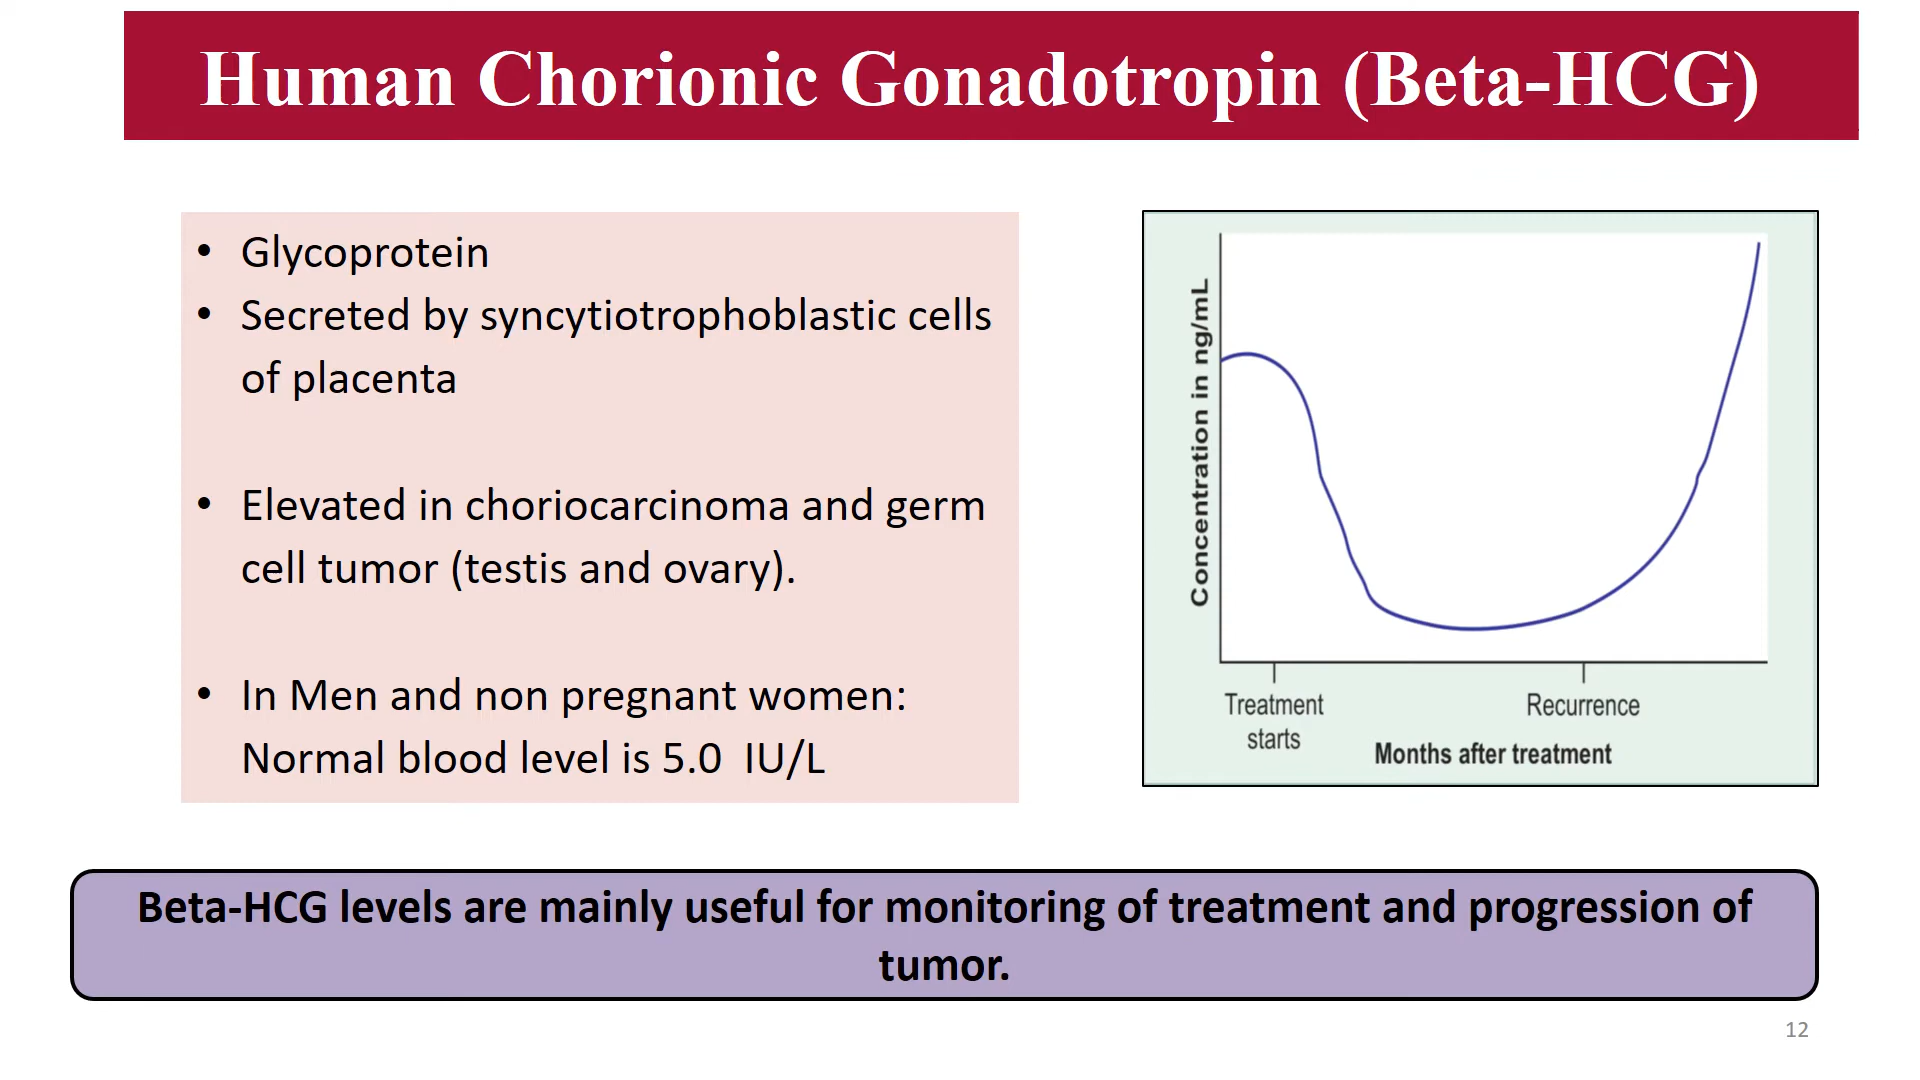 Human Chorionic Gonadotropin (Beta-HCG)
• Glycoprotein
• Secreted by syncytiotrophoblastic cells
of placenta
• Elevated in choriocarcinoma and germ
cell tumor (testis and ovary).
• In Men and non pregnant women:
Normal blood level is 5.0 IU/L
Concentration in ng/mL
Treatment
starts
Recurrence
Months after treatment
Beta-HCG levels are mainly useful for monitoring of treatment and progression of
tumor.
12